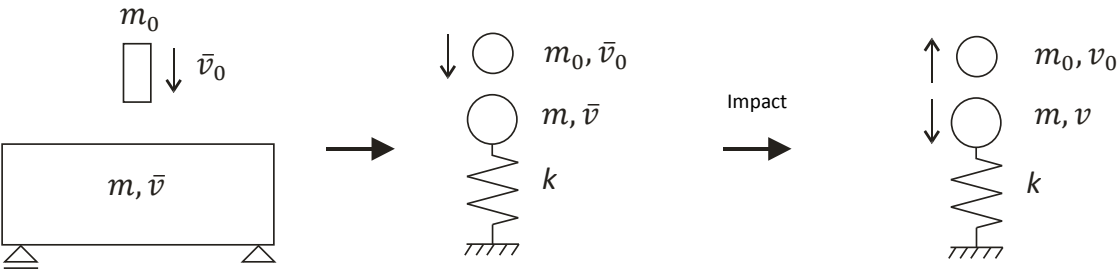 m₀
v̄₀
m, v̄
m₀, v̄₀
m, v̄
k
Impact
m₀, v₀
m, v
k